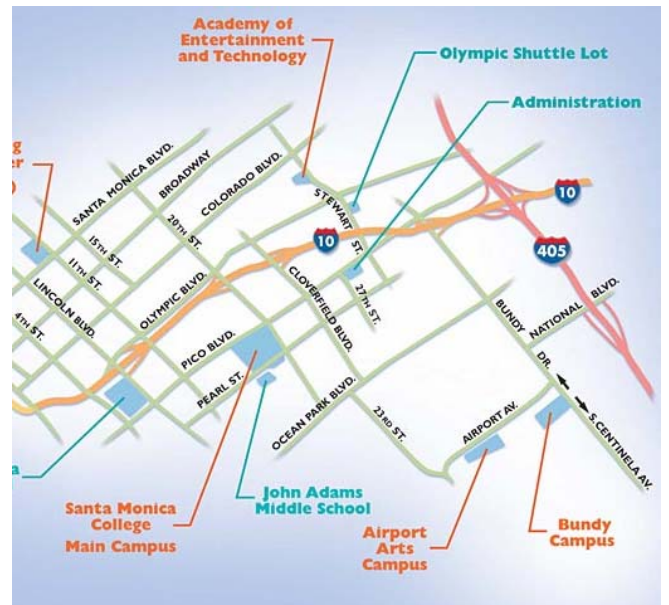 Academy of
Entertainment
and Technology
Olympic Shuttle Lot
Administration
SANTA MONICA BLVD.
BROADWAY
COLORADO BLVD.
STEWART ST.
10
10
405
15TH ST.
20TH ST.
11TH ST.
LINCOLN BLVD.
4TH ST.
OLYMPIC BLVD.
CLOVERFIELD BLVD.
27TH ST.
BUNDY DR.
NATIONAL BLVD.
PICO BLVD.
PEARL ST.
OCEAN PARK BLVD.
23RD ST.
AIRPORT AV.
S.CENTINELA AV.
Santa Monica
College
Main Campus
John Adams
Middle School
Airport
Arts
Campus
Bundy
Campus